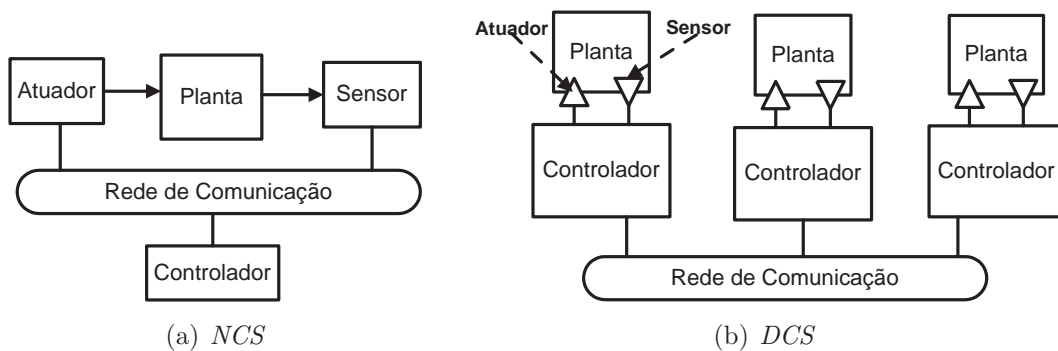 Atuador
Planta
Sensor
Rede de Comunicação
Controlador
(a) NCS
Atuador
Sensor
Planta
Planta
Planta
Controlador
Controlador
Controlador
Rede de Comunicação
(b) DCS